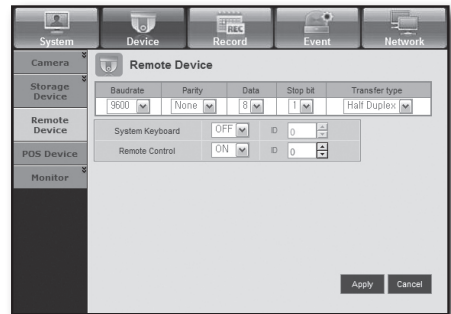 REC
System Device Record Event Network
Camera
Storage Device
Remote Device
POS Device
Monitor
Remote Device
Baudrate Parity Data Stop bit Transfer type
9600 None 8 1 Half Duplex
System Keyboard OFF ID 0
Remote Control ON ID 0
Apply Cancel